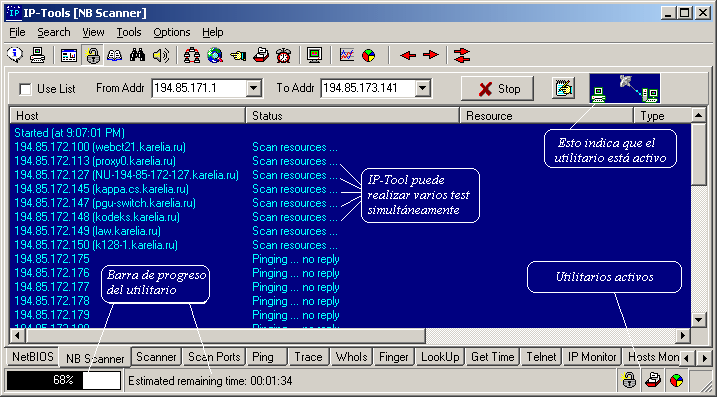 IP-Tools [NB Scanner]
File Search View Tools Options Help
Use List From Addr 194.85.171.1 To Addr 194.85.173.141 Stop
Host Status Resource Type
Started (at 9:07:01 PM)
194.85.172.100 (webct21.karelia.ru) Scan resources ...
194.85.172.113 (proxy0.karelia.ru) Scan resources ...
194.85.172.127 (NU-194-85-172-127.karelia.ru) Scan resources ...
194.85.172.145 (kappa.cs.karelia.ru) Scan resources ...
194.85.172.147 (pgu-switch.karelia.ru) Scan resources ...
194.85.172.148 (kodeks.karelia.ru) Scan resources ...
194.85.172.149 (law.karelia.ru) Scan resources ...
194.85.172.150 (k128-1.karelia.ru) Scan resources ...
194.85.172.175 Pinging ... no reply
194.85.172.176 Pinging ... no reply
194.85.172.177 Pinging ... no reply
194.85.172.178 Pinging ... no reply
194.85.172.179 Pinging ... no reply
194.85.172.180 Pinging ... no reply
Esto indica que el
utilitario está activo
IP-Tool puede
realizar varios test
simultáneamente
Barra de progreso
del utilitario
Utilitarios activos
NetBIOS NB Scanner Scanner Scan Ports Ping Trace WhoIs Finger LookUp Get Time Telnet IP Monitor Hosts Mon
68% Estimated remaining time: 00:01:34